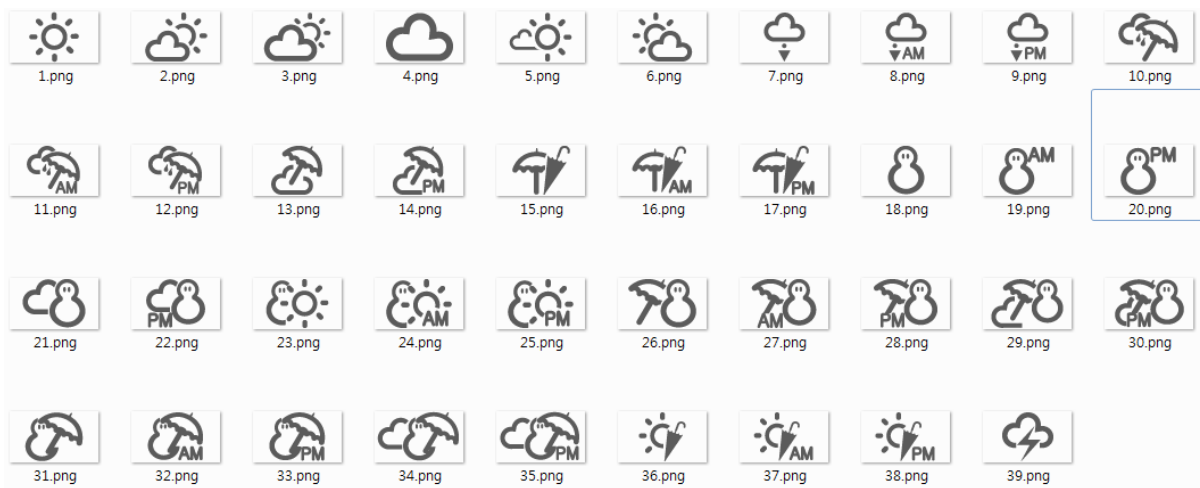 1.png 2.png 3.png 4.png 5.png 6.png 7.png AM 8.png PM 9.png 10.png
AM 11.png PM 12.png 13.png PM 14.png 15.png AM 16.png PM 17.png 18.png AM 19.png PM 20.png
21.png PM 22.png 23.png AM 24.png PM 25.png 26.png AM 27.png PM 28.png 29.png PM 30.png
31.png AM 32.png PM 33.png 34.png PM 35.png 36.png AM 37.png PM 38.png 39.png